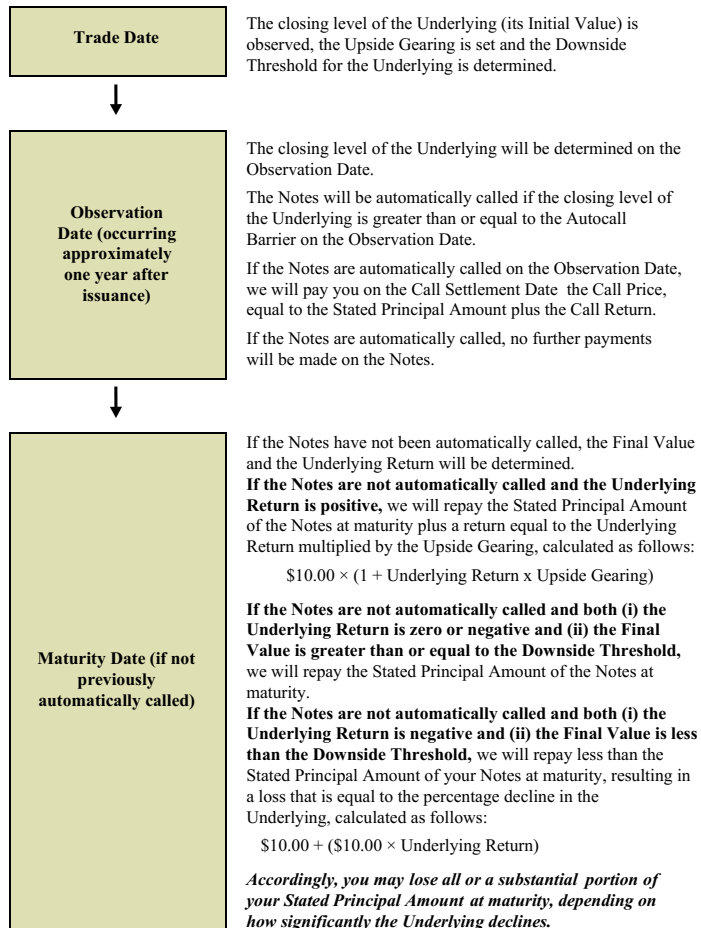 Trade Date
The closing level of the Underlying (its Initial Value) is
observed, the Upside Gearing is set and the Downside
Threshold for the Underlying is determined.
Observation
Date (occurring
approximately
one year after
issuance)
The closing level of the Underlying will be determined on the
Observation Date.
The Notes will be automatically called if the closing level of
the Underlying is greater than or equal to the Autocall
Barrier on the Observation Date.
If the Notes are automatically called on the Observation Date,
we will pay you on the Call Settlement Date the Call Price,
equal to the Stated Principal Amount plus the Call Return.
If the Notes are automatically called, no further payments
will be made on the Notes.
Maturity Date (if not
previously
automatically called)
If the Notes have not been automatically called, the Final Value
and the Underlying Return will be determined.
If the Notes are not automatically called and the Underlying
Return is positive, we will repay the Stated Principal Amount
of the Notes at maturity plus a return equal to the Underlying
Return multiplied by the Upside Gearing, calculated as follows:
$10.00 × (1 + Underlying Return x Upside Gearing)
If the Notes are not automatically called and both (i) the
Underlying Return is zero or negative and (ii) the Final
Value is greater than or equal to the Downside Threshold,
we will repay the Stated Principal Amount of the Notes at
maturity.
If the Notes are not automatically called and both (i) the
Underlying Return is negative and (ii) the Final Value is less
than the Downside Threshold, we will repay less than the
Stated Principal Amount of your Notes at maturity, resulting in
a loss that is equal to the percentage decline in the
Underlying, calculated as follows:
$10.00 + ($10.00 × Underlying Return)
Accordingly, you may lose all or a substantial portion of
your Stated Principal Amount at maturity, depending on
how significantly the Underlying declines.